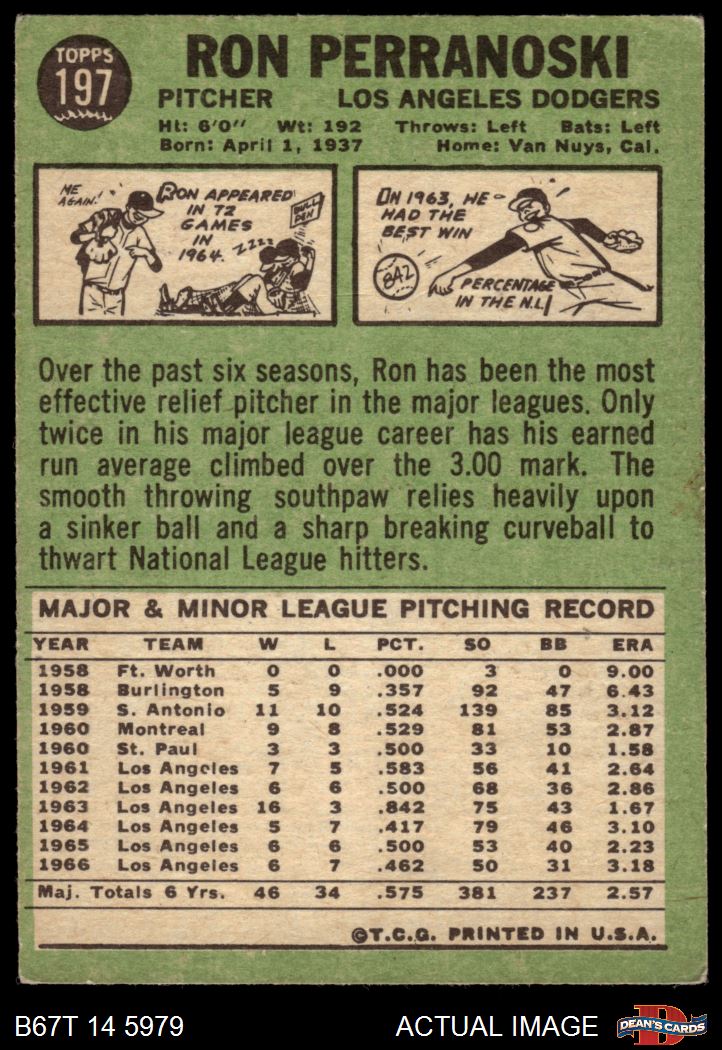 TOPPS
197
RON PERRANOSKI
PITCHER LOS ANGELES DODGERS
Ht: 6'0" Wt: 192 Throws: Left Bats: Left
Born: April 1, 1937 Home: Van Nuys, Cal.
ME AGAIN!
RON APPEARED
IN 72
GAMES
IN
1964.
ZZZZ
BULL
PEN
IN 1963, HE
HAD THE
BEST WIN
.842
PERCENTAGE
IN THE N.L.
Over the past six seasons, Ron has been the most
effective relief pitcher in the major leagues. Only
twice in his major league career has his earned
run average climbed over the 3.00 mark. The
smooth throwing southpaw relies heavily upon
a sinker ball and a sharp breaking curveball to
thwart National League hitters.
MAJOR & MINOR LEAGUE PITCHING RECORD
YEAR TEAM W L PCT. SO BB ERA
1958 Ft. Worth 0 0 .000 3 0 9.00
1958 Burlington 5 9 .357 92 47 6.43
1959 S. Antonio 11 10 .524 139 85 3.12
1960 Montreal 9 8 .529 81 53 2.87
1960 St. Paul 3 3 .500 33 10 1.58
1961 Los Angeles 7 5 .583 56 41 2.64
1962 Los Angeles 6 6 .500 68 36 2.86
1963 Los Angeles 16 3 .842 75 43 1.67
1964 Los Angeles 5 7 .417 79 46 3.10
1965 Los Angeles 6 6 .500 53 40 2.23
1966 Los Angeles 6 7 .462 50 31 3.18
Maj. Totals 6 Yrs. 46 34 .575 381 237 2.57
©T.C.G. PRINTED IN U.S.A.
B67T 14 5979 ACTUAL IMAGE
D
DEAN'S CARDS